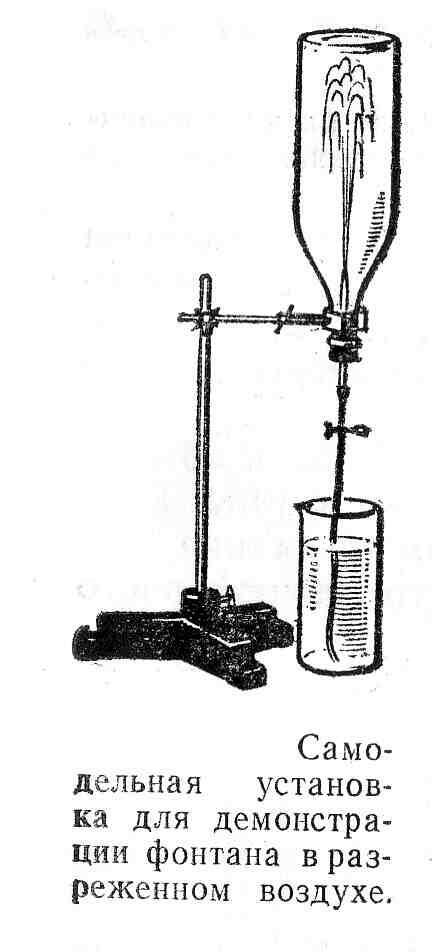 Само-
дельная установ-
ка для демонстра-
ции фонтана в раз-
реженном воздухе.